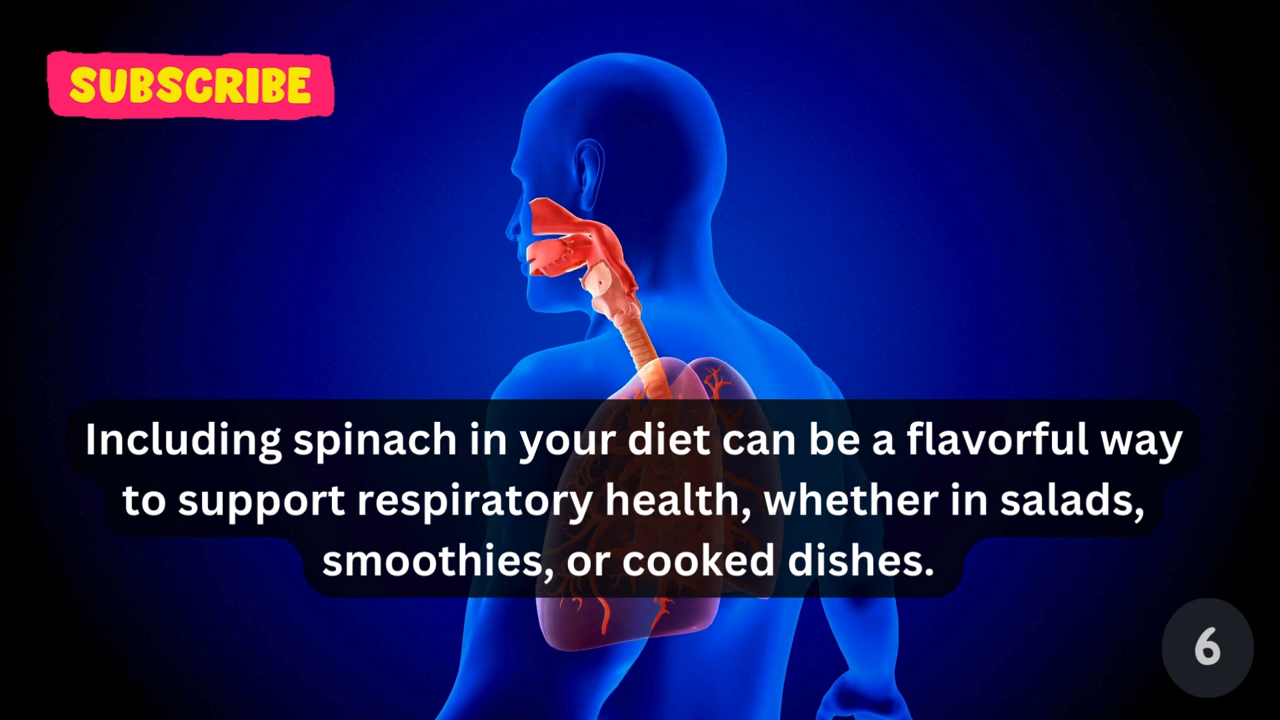 SUBSCRIBE
Including spinach in your diet can be a flavorful way
to support respiratory health, whether in salads,
smoothies, or cooked dishes.
6